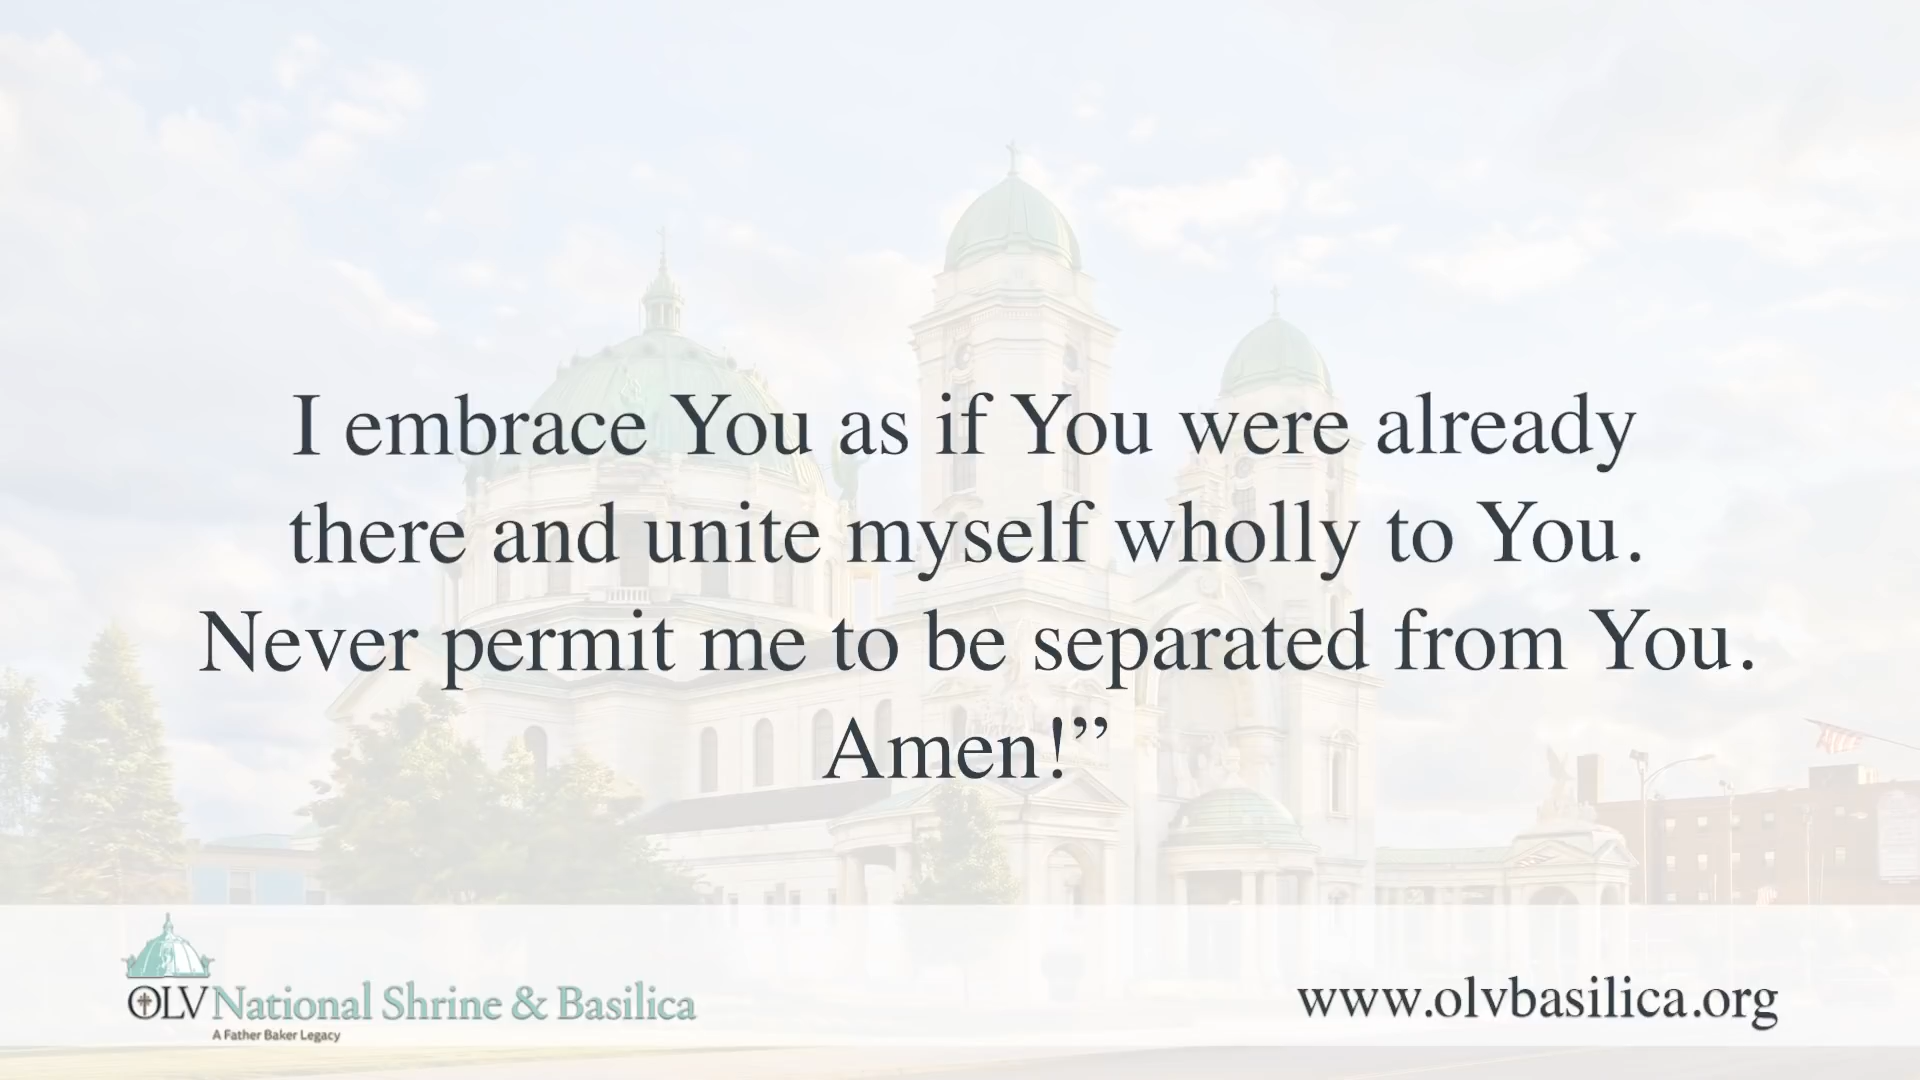 I embrace You as if You were already
there and unite myself wholly to You.
Never permit me to be separated from You.
Amen!”
OLV National Shrine & Basilica
A Father Baker Legacy
www.olvbasilica.org